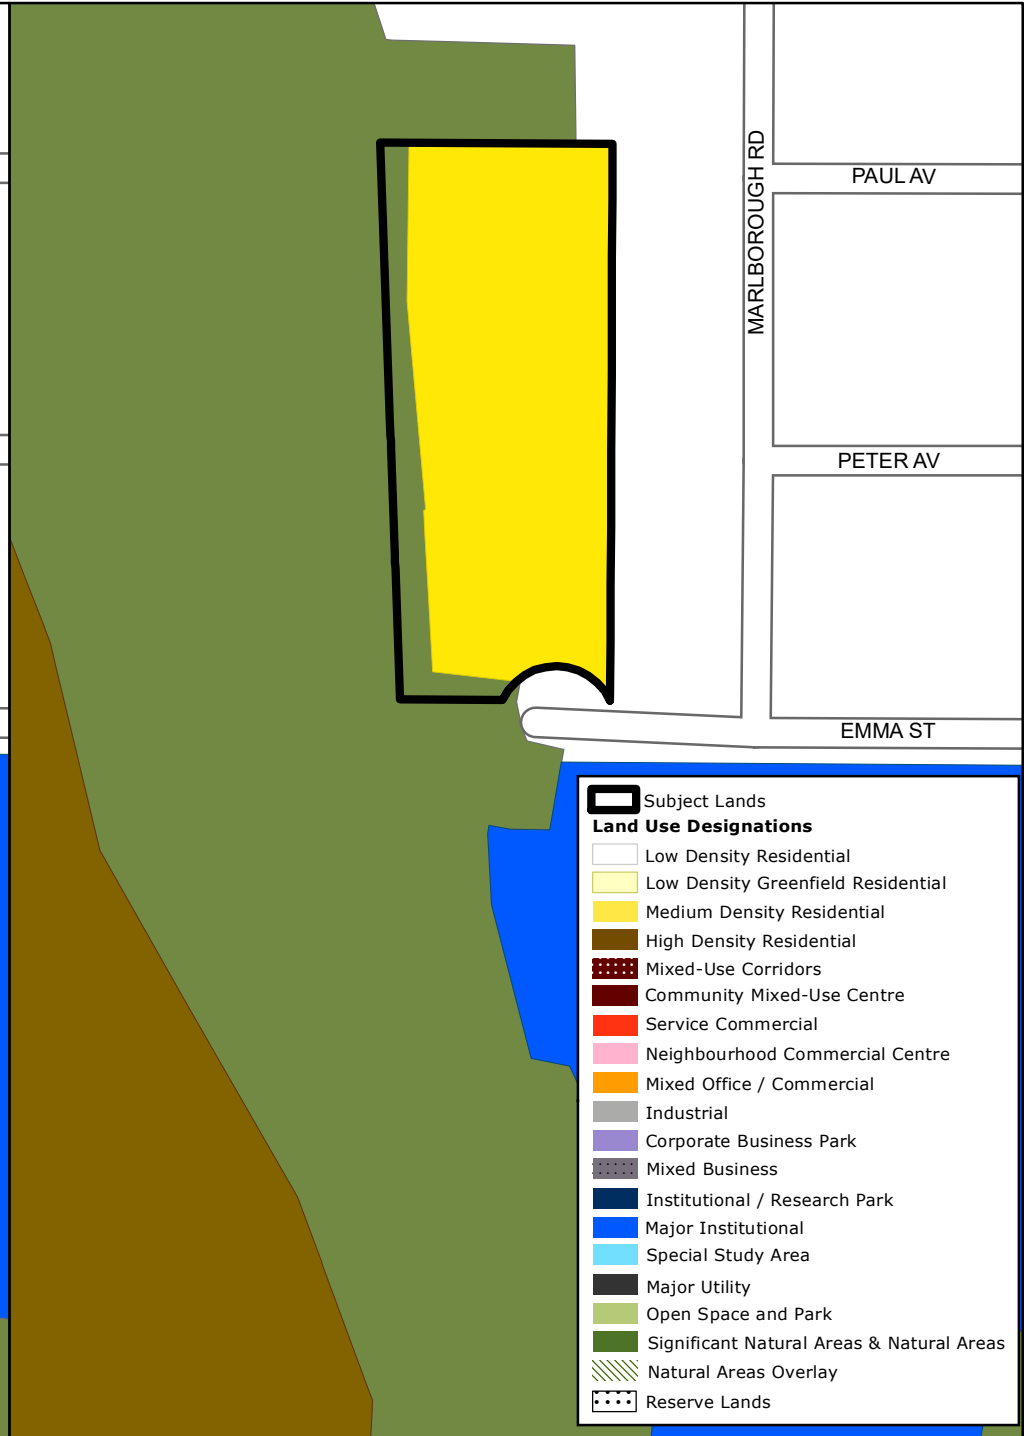 MARLBOROUGH RD
PAUL AV
PETER AV
EMMA ST
Subject Lands
Land Use Designations
Low Density Residential
Low Density Greenfield Residential
Medium Density Residential
High Density Residential
Mixed-Use Corridors
Community Mixed-Use Centre
Service Commercial
Neighbourhood Commercial Centre
Mixed Office / Commercial
Industrial
Corporate Business Park
Mixed Business
Institutional / Research Park
Major Institutional
Special Study Area
Major Utility
Open Space and Park
Significant Natural Areas & Natural Areas
Natural Areas Overlay
Reserve Lands